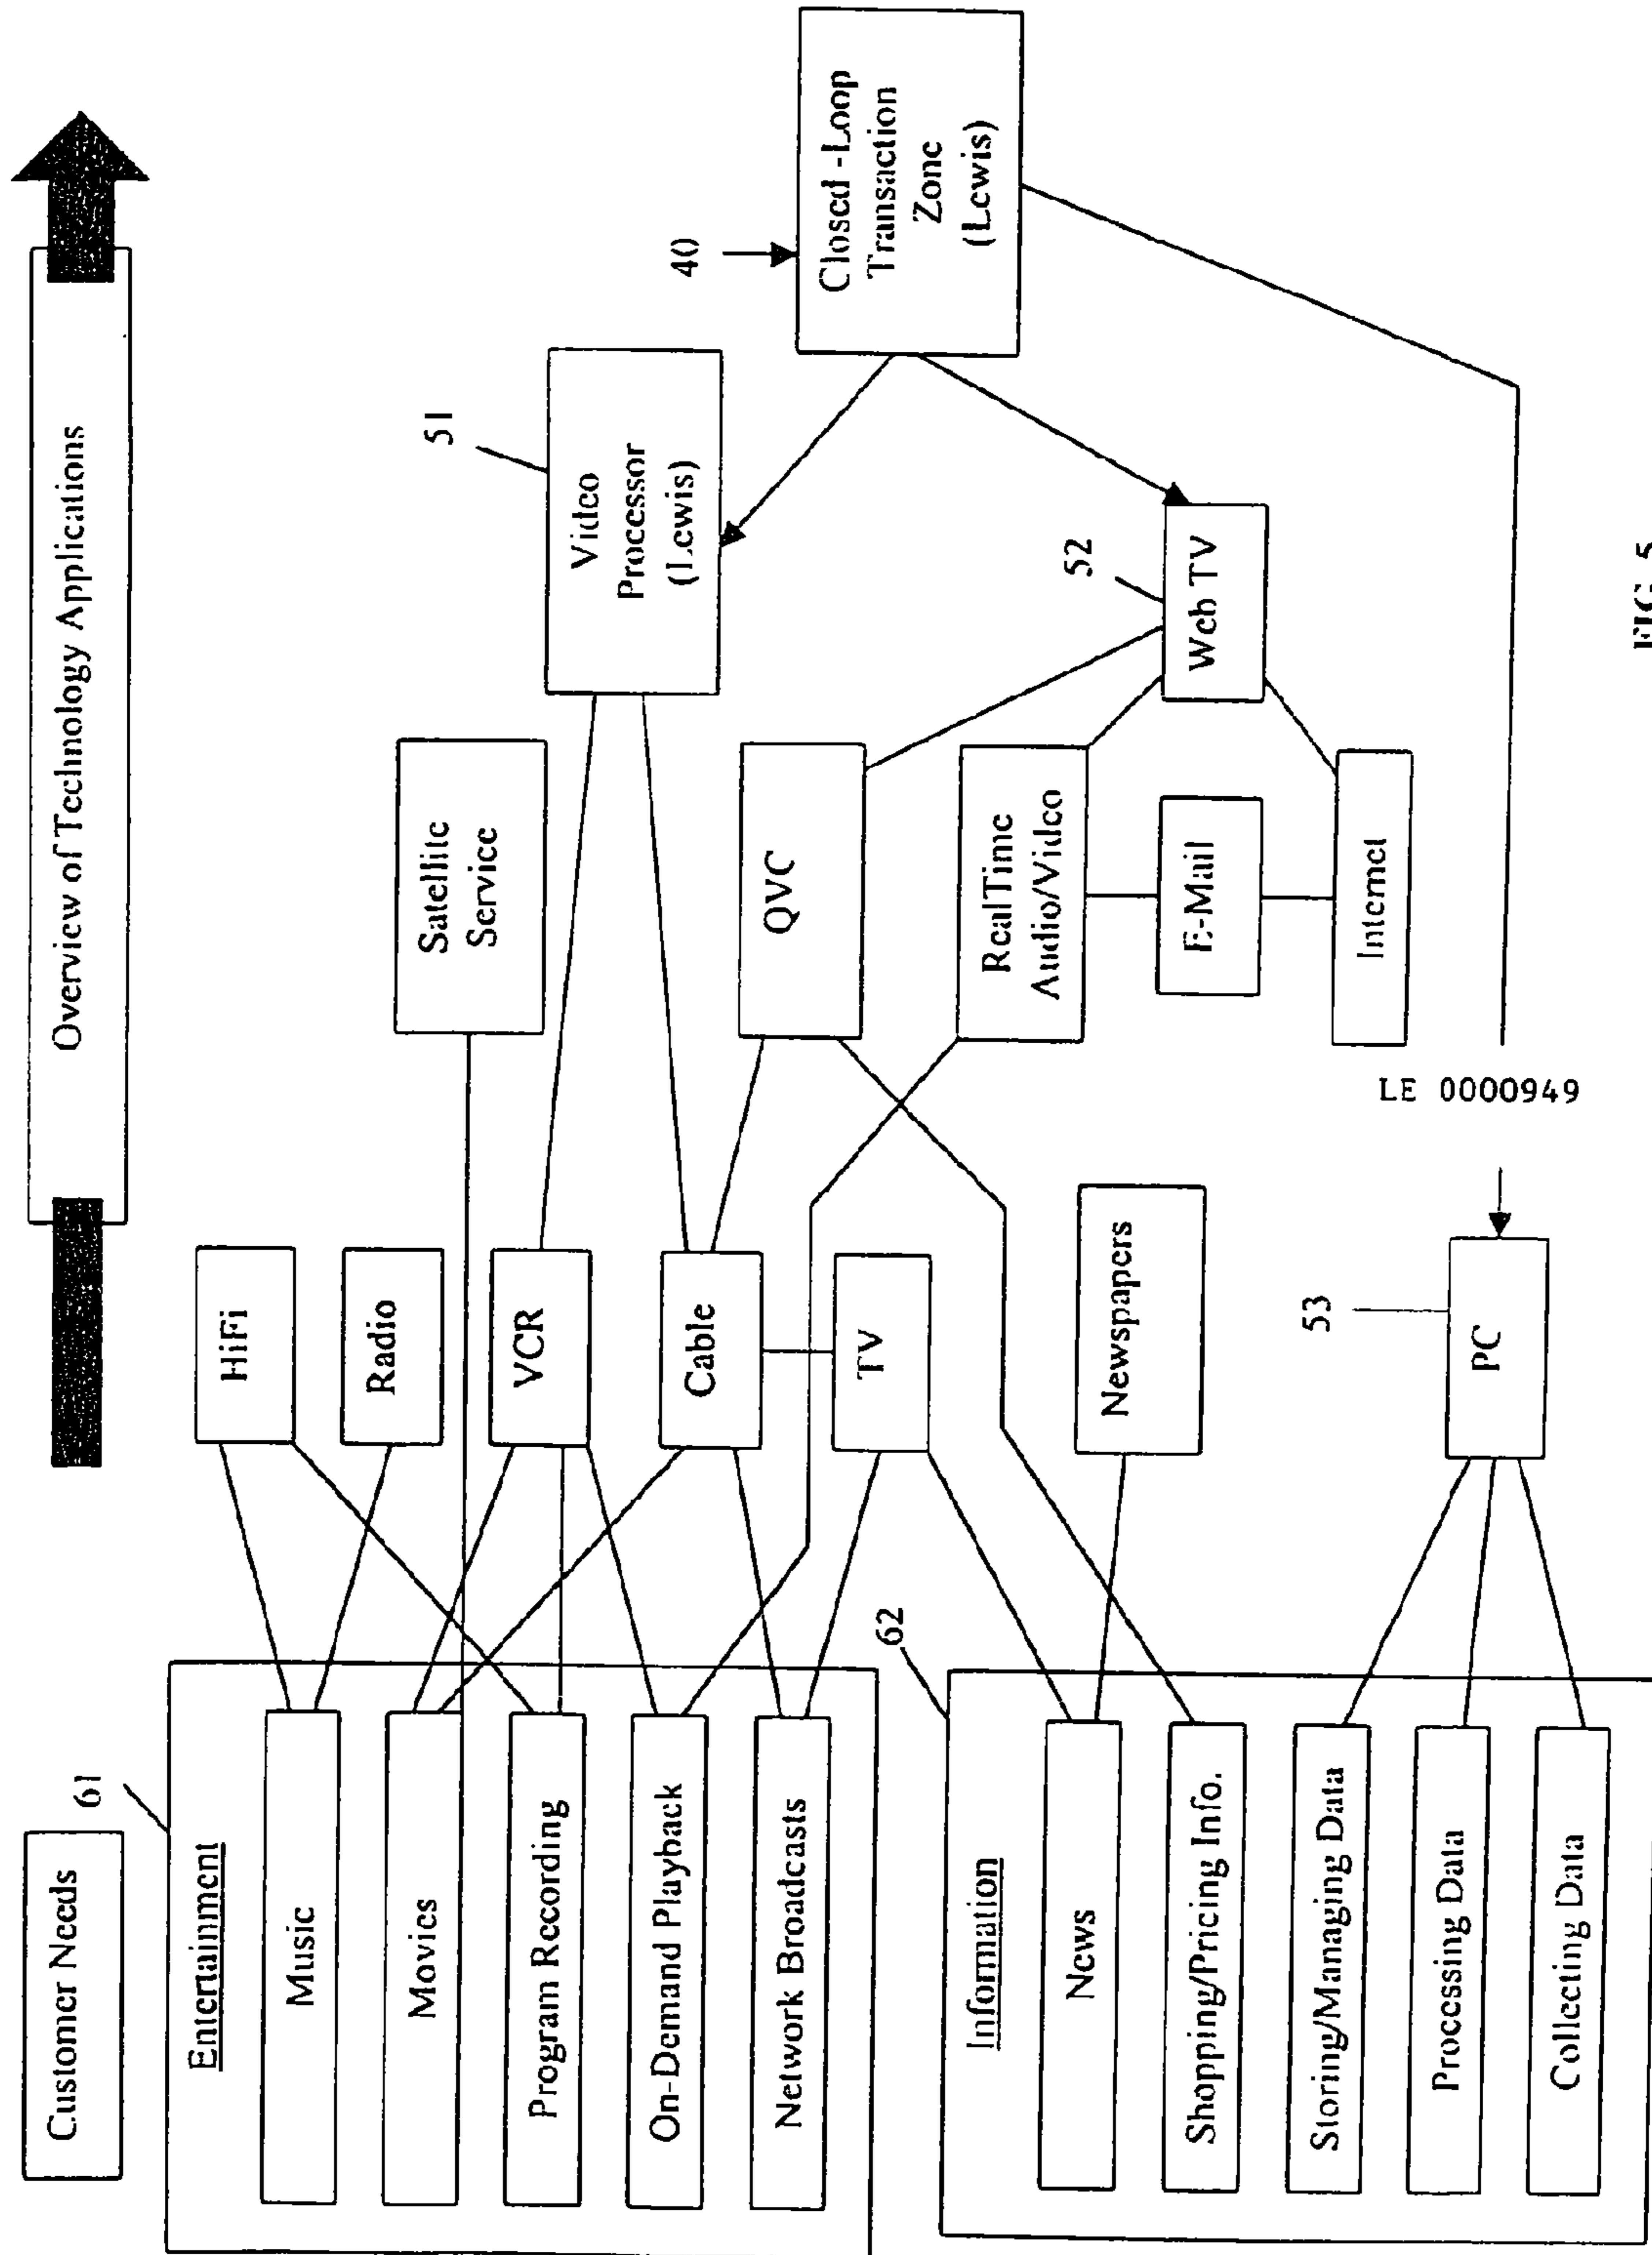 Customer Needs
Overview of Technology Applications
61
Entertainment
Music
Movies
Program Recording
On-Demand Playback
Network Broadcasts
62
Information
News
Shopping/Pricing Info.
Storing/Managing Data
Processing Data
Collecting Data
HiFi
Radio
VCR
Cable
TV
Newspapers
53
PC
Satellite
Service
QVC
RealTime
Audio/Video
E-Mail
Internet
LE 0000949
51
Video
Processor
(Lewis)
52
Web TV
40
Closed-Loop
Transaction
Zone
(Lewis)
FIG. 5